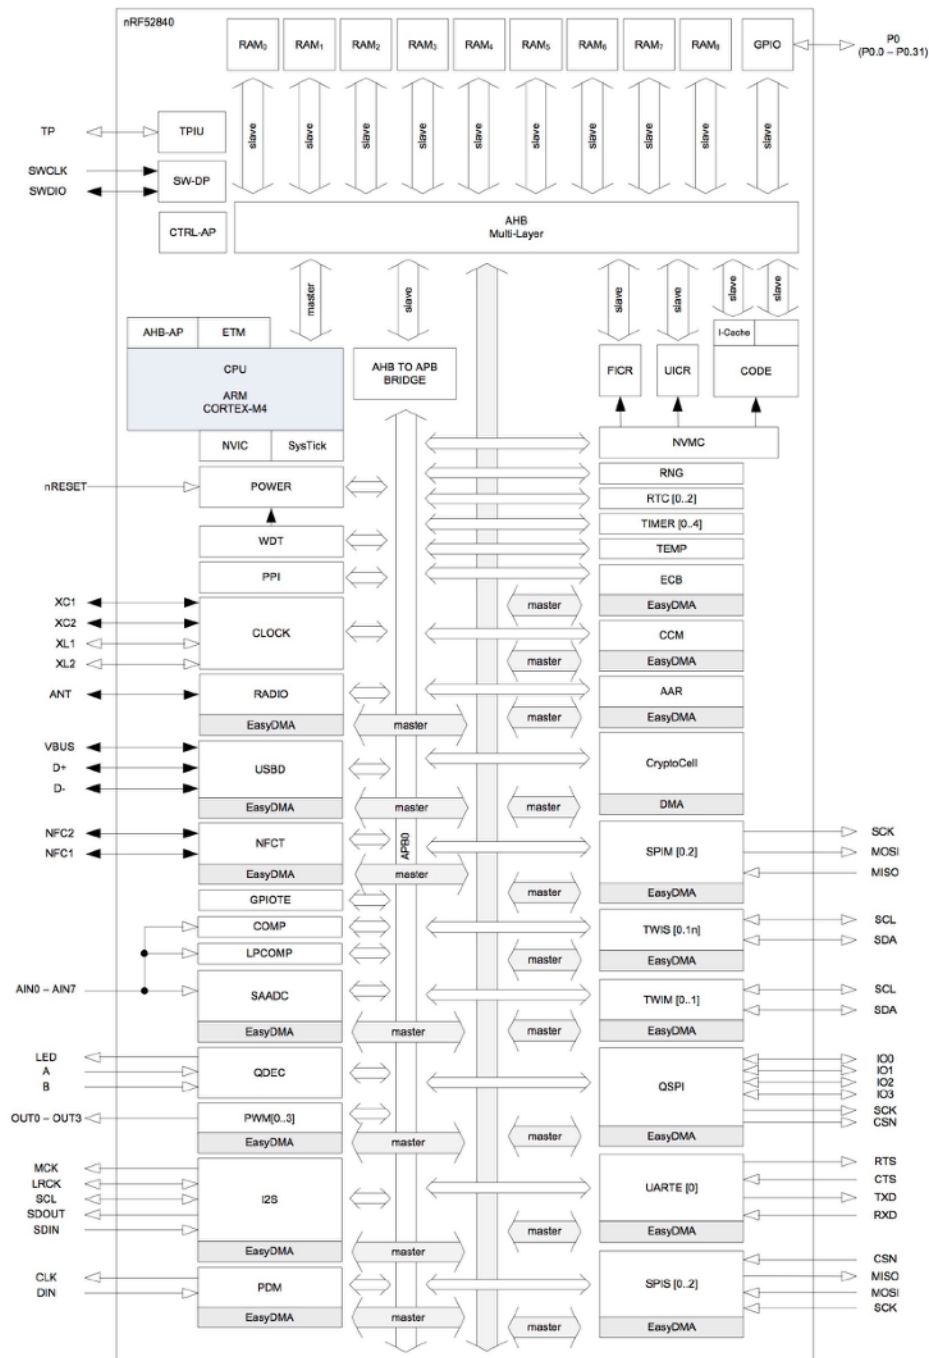 nRF52840
RAM₀ RAM₁ RAM₂ RAM₃ RAM₄ RAM₅ RAM₆ RAM₇ RAM₈ GPIO
P0
(P0.0 – P0.31)
slave slave slave slave slave slave slave slave slave slave
TP TPIU
SWCLK
SWDIO
SW-DP
CTRL-AP
AHB
Multi-Layer
master slave slave slave slave slave
AHB-AP ETM
CPU
ARM
CORTEX-M4
NVIC SysTick
AHB TO APB
BRIDGE
I-Cache
FICR UICR CODE
NVMC
nRESET POWER
WDT
PPI
RNG
RTC [0..2]
TIMER [0..4]
TEMP
ECB
master EasyDMA
XC1
XC2
XL1
XL2
CLOCK
CCM
master EasyDMA
ANT RADIO
EasyDMA master
AAR
master EasyDMA
VBUS
D+
D-
USBD
EasyDMA master
CryptoCell
master DMA
NFC2
NFC1
NFCT
EasyDMA master
APB0
SPIM [0.2]
master EasyDMA
SCK
MOSI
MISO
GPIOTE
COMP
LPCOMP
AIN0 – AIN7
SAADC
EasyDMA master
TWIS [0.1n]
master EasyDMA
SCL
SDA
TWIM [0..1]
master EasyDMA
SCL
SDA
LED
A
B
QDEC
OUT0 – OUT3
PWM[0..3]
EasyDMA master
QSPI
master EasyDMA
IO0
IO1
IO2
IO3
SCK
CSN
MCK
LRCK
SCL
SDOUT
SDIN
I2S
EasyDMA master
UARTE [0]
master EasyDMA
RTS
CTS
TXD
RXD
CLK
DIN
PDM
EasyDMA master
SPIS [0..2]
master EasyDMA
CSN
MISO
MOSI
SCK